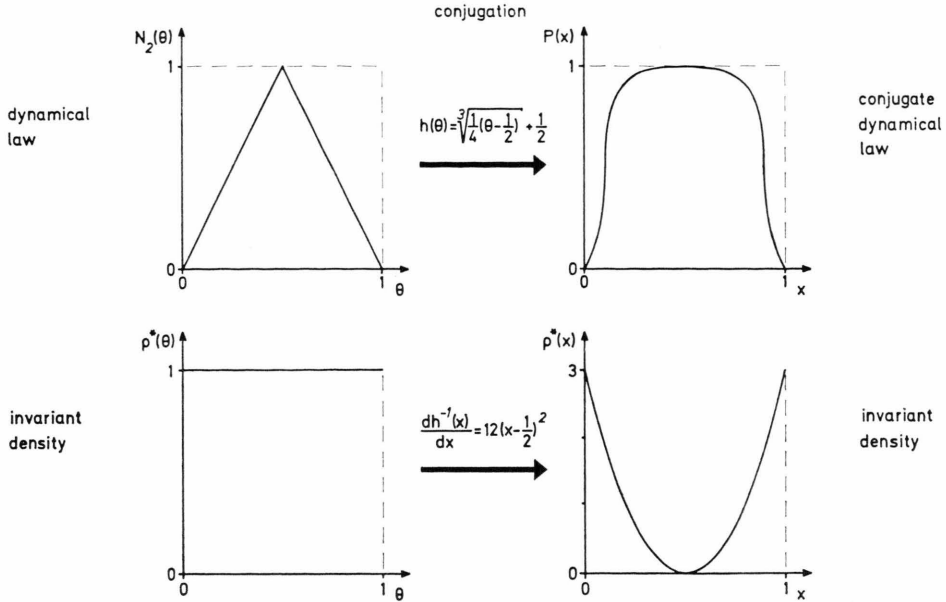 conjugation
N₂(θ)
1
0
0
1
θ
dynamical
law
h(θ)=∛(¼(θ-½)) + ½
P(x)
1
0
0
1
x
conjugate
dynamical
law
ρ*(θ)
1
0
0
1
θ
invariant
density
dh⁻¹(x)/dx = 12(x-½)²
ρ*(x)
3
0
0
1
x
invariant
density